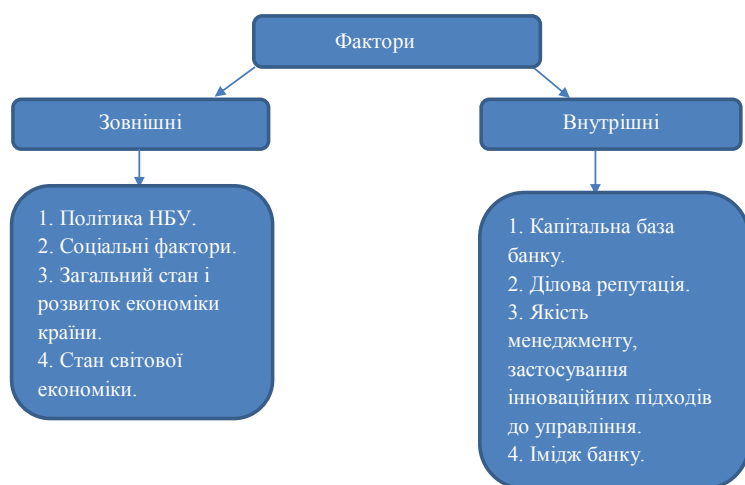 Фактори
Зовнішні
Внутрішні
1. Політика НБУ.
2. Соціальні фактори.
3. Загальний стан і
розвиток економіки
країни.
4. Стан світової
економіки.
1. Капітальна база
банку.
2. Ділова репутація.
3. Якість
менеджменту,
застосування
інноваційних підходів
до управління.
4. Імідж банку.